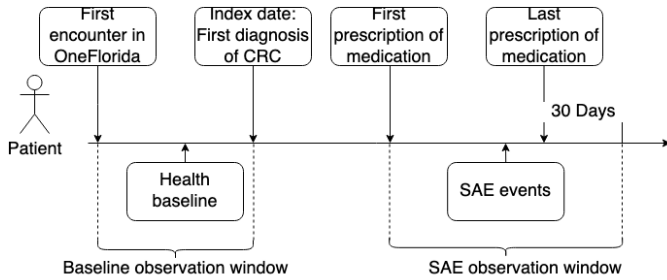 First
encounter in
OneFlorida
Index date:
First diagnosis
of CRC
First
prescription of
medication
Last
prescription of
medication
30 Days
Patient
Health
baseline
SAE events
Baseline observation window
SAE observation window